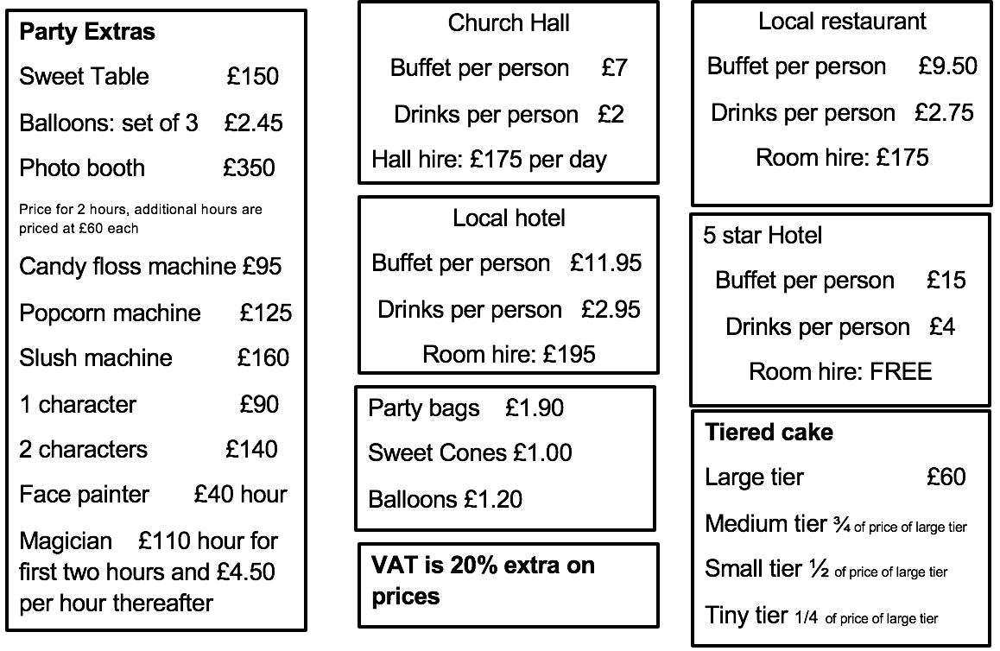 Party Extras
Sweet Table £150
Balloons: set of 3 £2.45
Photo booth £350
Price for 2 hours, additional hours are
priced at £60 each
Candy floss machine £95
Popcorn machine £125
Slush machine £160
1 character £90
2 characters £140
Face painter £40 hour
Magician £110 hour for
first two hours and £4.50
per hour thereafter
Church Hall
Buffet per person £7
Drinks per person £2
Hall hire: £175 per day
Local hotel
Buffet per person £11.95
Drinks per person £2.95
Room hire: £195
Party bags £1.90
Sweet Cones £1.00
Balloons £1.20
VAT is 20% extra on
prices
Local restaurant
Buffet per person £9.50
Drinks per person £2.75
Room hire: £175
5 star Hotel
Buffet per person £15
Drinks per person £4
Room hire: FREE
Tiered cake
Large tier £60
Medium tier ¾ of price of large tier
Small tier ½ of price of large tier
Tiny tier 1/4 of price of large tier